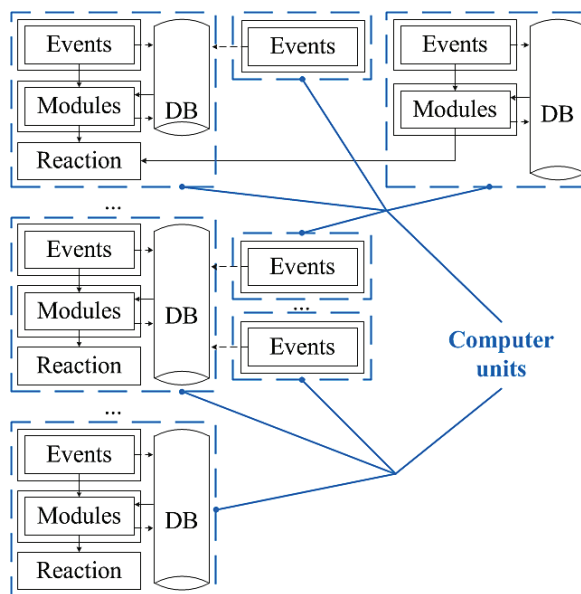 Events
Modules
Reaction
DB
Events
Events
Modules
DB
...
Events
Modules
Reaction
DB
Events
...
Events
Computer
units
...
Events
Modules
Reaction
DB